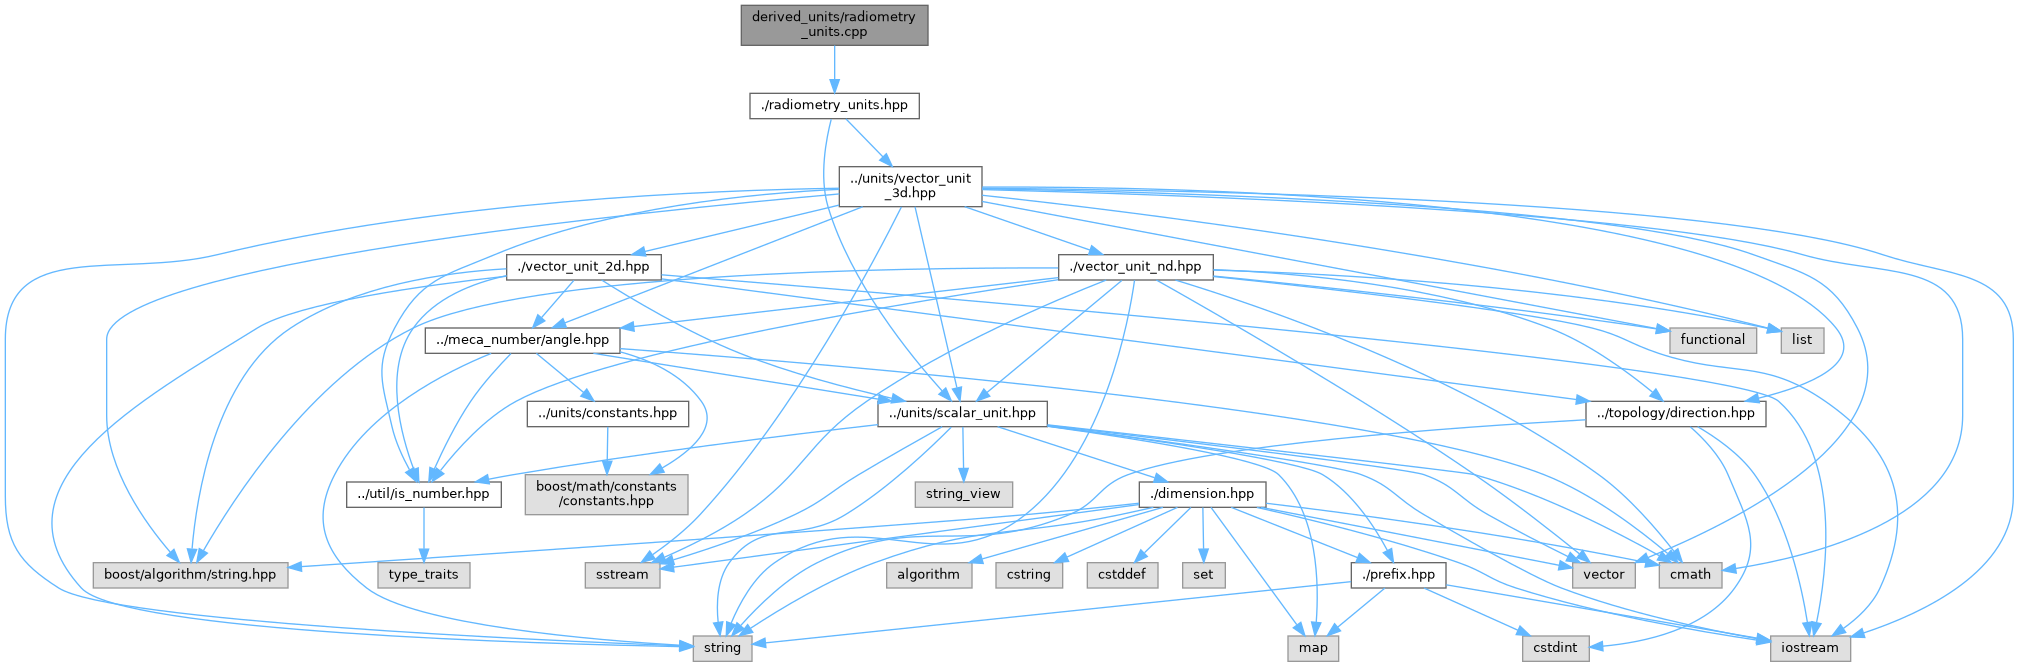 derived_units/radiometry
_units.cpp
./radiometry_units.hpp
../units/vector_unit
_3d.hpp
./vector_unit_2d.hpp
./vector_unit_nd.hpp
../meca_number/angle.hpp
functional
list
../units/constants.hpp
../units/scalar_unit.hpp
../topology/direction.hpp
../util/is_number.hpp
boost/math/constants
/constants.hpp
string_view
./dimension.hpp
boost/algorithm/string.hpp
type_traits
sstream
algorithm
cstring
cstddef
set
./prefix.hpp
vector
cmath
string
map
cstdint
iostream